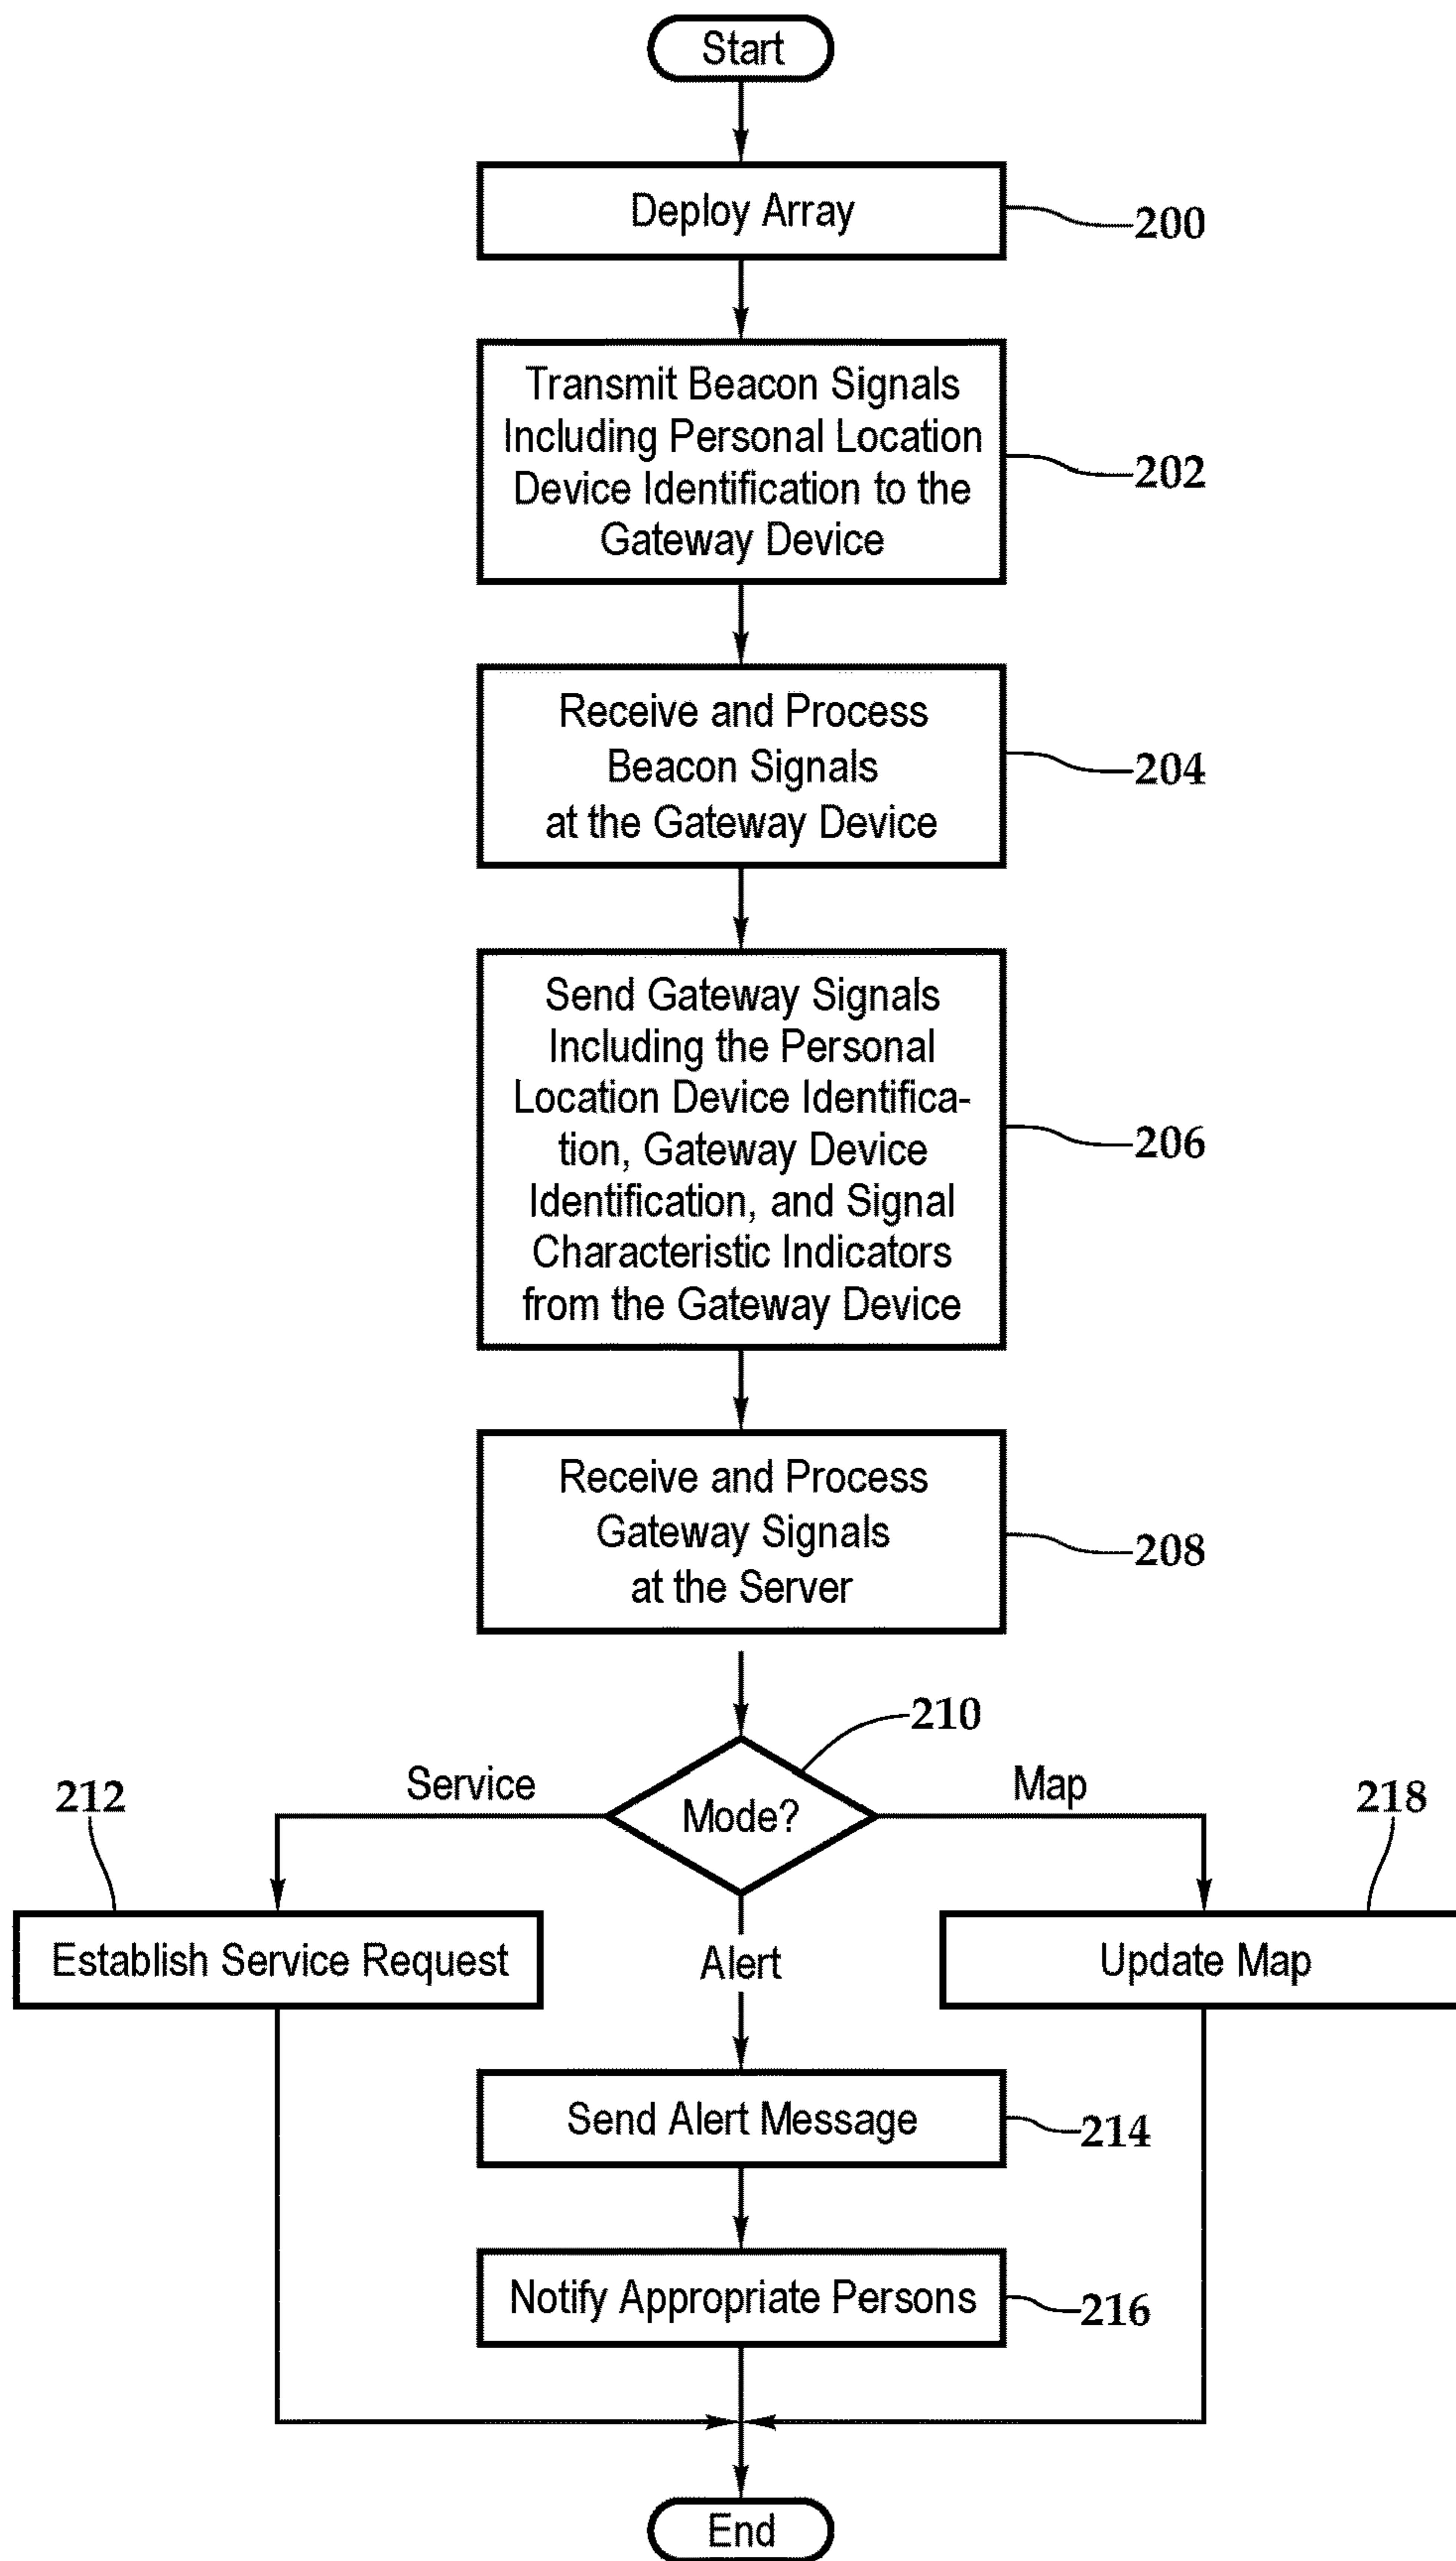 Start
Deploy Array
200
Transmit Beacon Signals
Including Personal Location
Device Identification to the
Gateway Device
202
Receive and Process
Beacon Signals
at the Gateway Device
204
Send Gateway Signals
Including the Personal
Location Device Identifica-
tion, Gateway Device
Identification, and Signal
Characteristic Indicators
from the Gateway Device
206
Receive and Process
Gateway Signals
at the Server
208
210
Service
Mode?
Map
212
218
Establish Service Request
Alert
Update Map
Send Alert Message
214
Notify Appropriate Persons
216
End